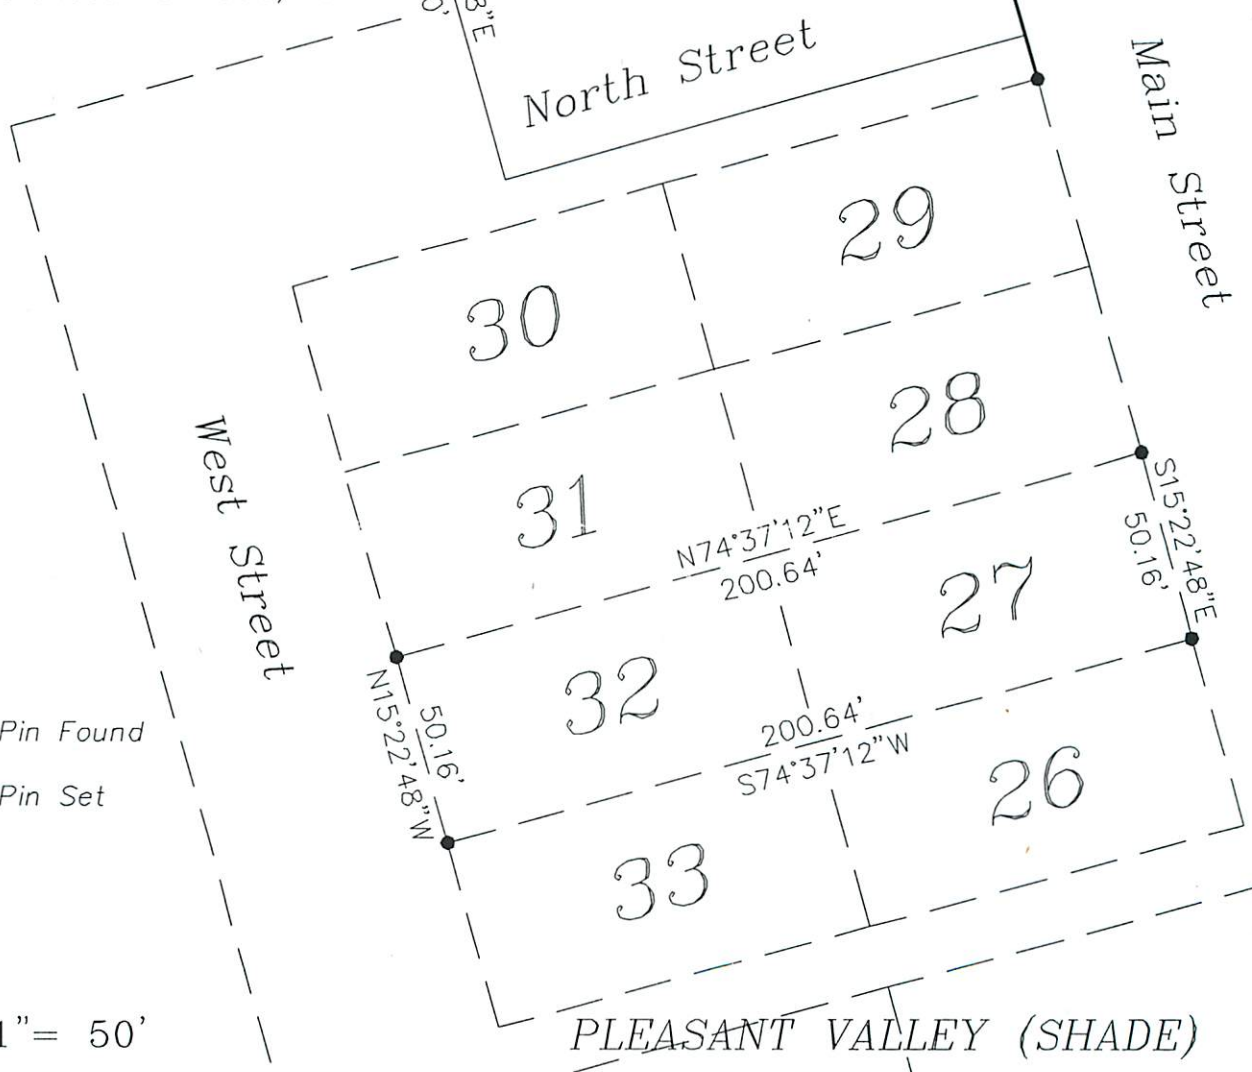 North Street
Main Street
29
30
28
31
West Street
N74°37'12"E
200.64'
S15°22'48"E
50.16'
27
32
N15°22'48"W
50.16'
200.64'
S74°37'12"W
26
33
Pin Found
Pin Set
1"= 50'
PLEASANT VALLEY (SHADE)